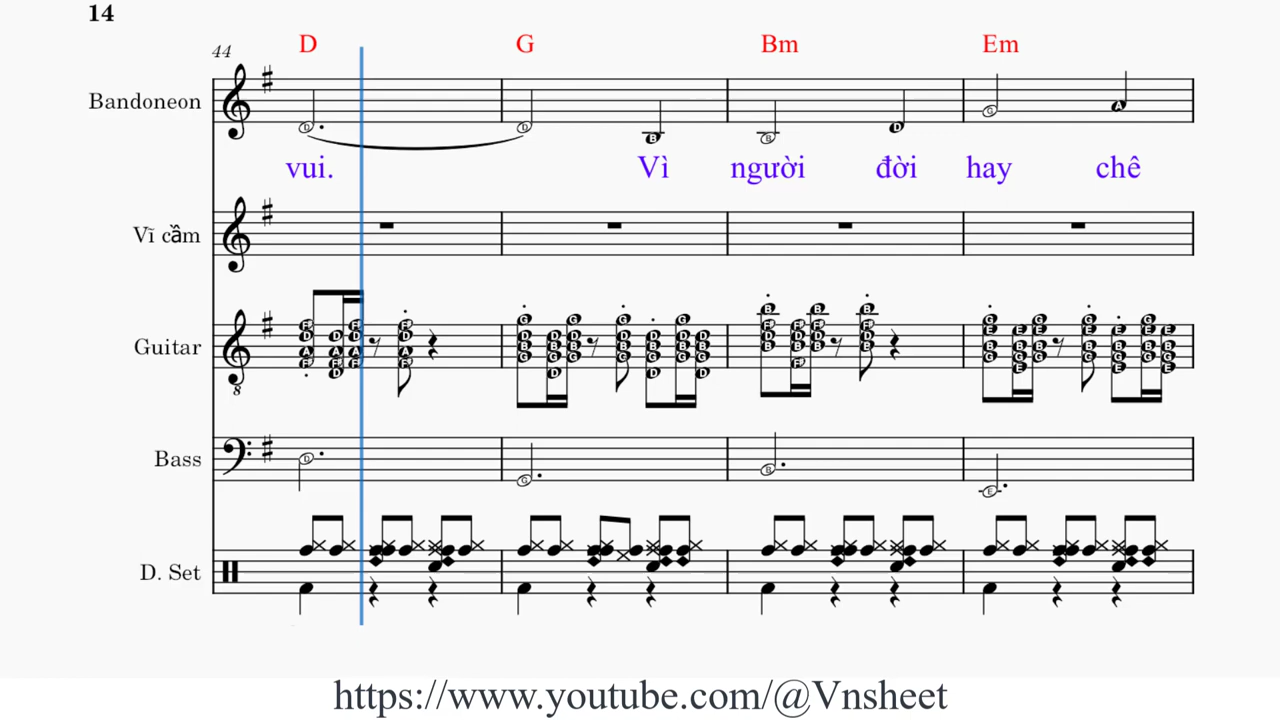 14
44
D G Bm Em
Bandoneon
vui. Vì người đời hay chê
Vĩ cầm
Guitar
8
Bass
D. Set
https://www.youtube.com/@Vnsheet